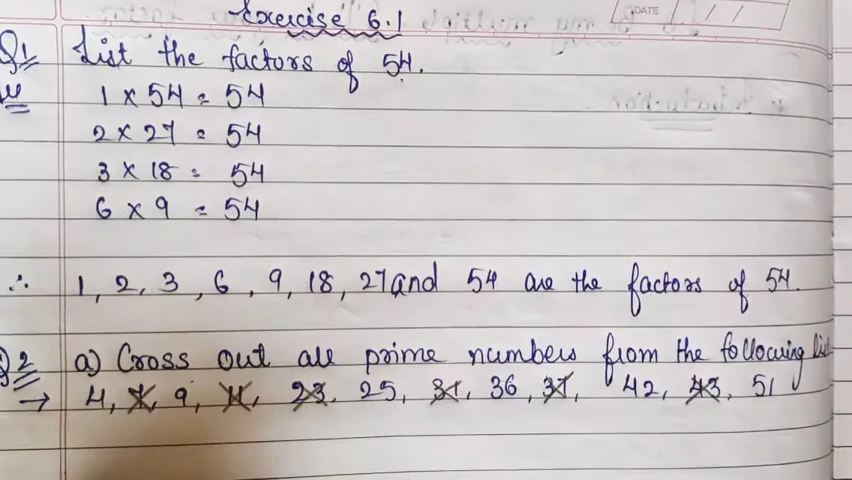 Exercise 6.1
DATE / /
Q1 List the factors of 54.
1 × 54 = 54
2 × 27 = 54
3 × 18 = 54
6 × 9 = 54
∴ 1, 2, 3, 6, 9, 18, 27 and 54 are the factors of 54.
Q2 a) Cross out all prime numbers from the following
→ 4, 9, 11, 23, 25, 31, 36, 37, 42, 43, 51